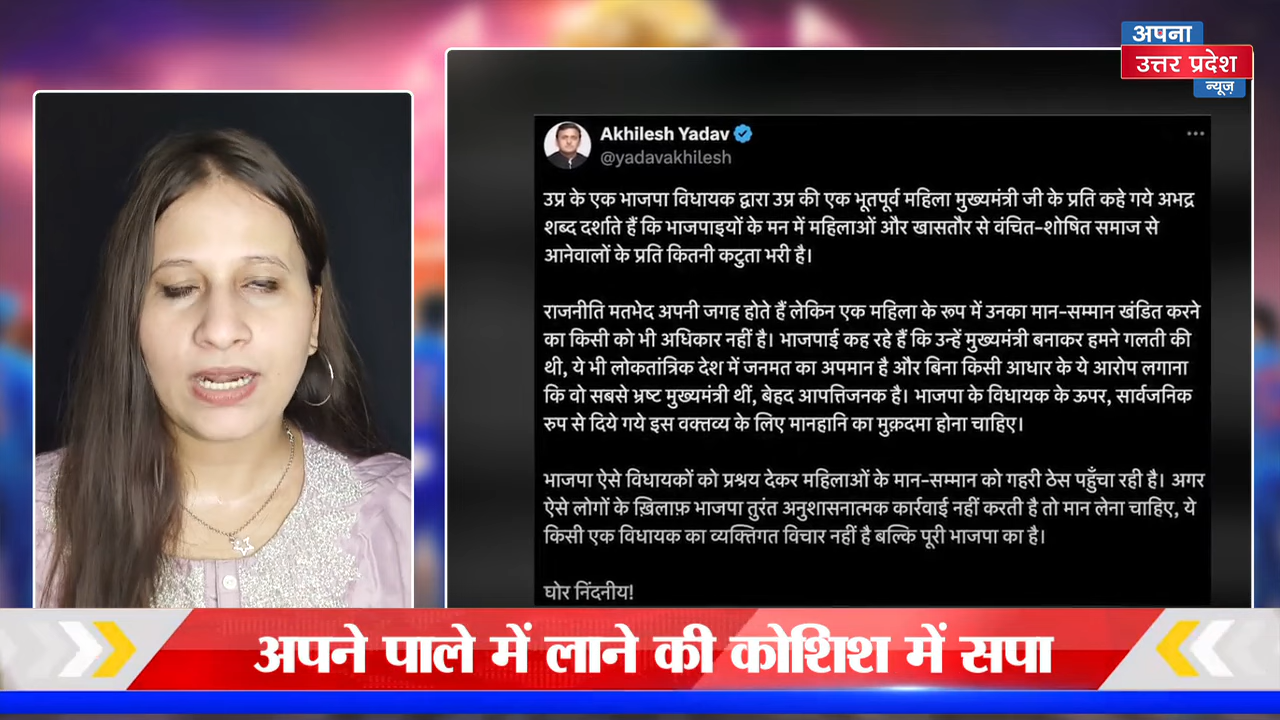 अपना
उत्तर प्रदेश
न्यूज़
Akhilesh Yadav
@yadavakhilesh
उप्र के एक भाजपा विधायक द्वारा उप्र की एक भूतपूर्व महिला मुख्यमंत्री जी के प्रति कहे गये अभद्र
शब्द दर्शाते हैं कि भाजपाइयों के मन में महिलाओं और खासतौर से वंचित-शोषित समाज से
आनेवालों के प्रति कितनी कटुता भरी है।
राजनीति मतभेद अपनी जगह होते हैं लेकिन एक महिला के रूप में उनका मान-सम्मान खंडित करने
का किसी को भी अधिकार नहीं है। भाजपाई कह रहे हैं कि उन्हें मुख्यमंत्री बनाकर हमने गलती की
थी, ये भी लोकतांत्रिक देश में जनमत का अपमान है और बिना किसी आधार के ये आरोप लगाना
कि वो सबसे भ्रष्ट मुख्यमंत्री थीं, बेहद आपत्तिजनक है। भाजपा के विधायक के ऊपर, सार्वजनिक
रुप से दिये गये इस वक्तव्य के लिए मानहानि का मुक़दमा होना चाहिए।
भाजपा ऐसे विधायकों को प्रश्रय देकर महिलाओं के मान-सम्मान को गहरी ठेस पहुँचा रही है। अगर
ऐसे लोगों के ख़िलाफ़ भाजपा तुरंत अनुशासनात्मक कार्रवाई नहीं करती है तो मान लेना चाहिए, ये
किसी एक विधायक का व्यक्तिगत विचार नहीं है बल्कि पूरी भाजपा का है।
घोर निंदनीय!
अपने पाले में लाने की कोशिश में सपा